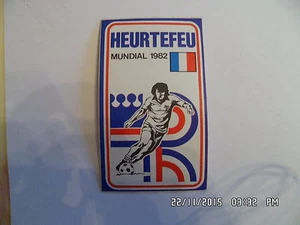 HEURTEFEU
MUNDIAL 1982
22/11/2015 03:32 PM